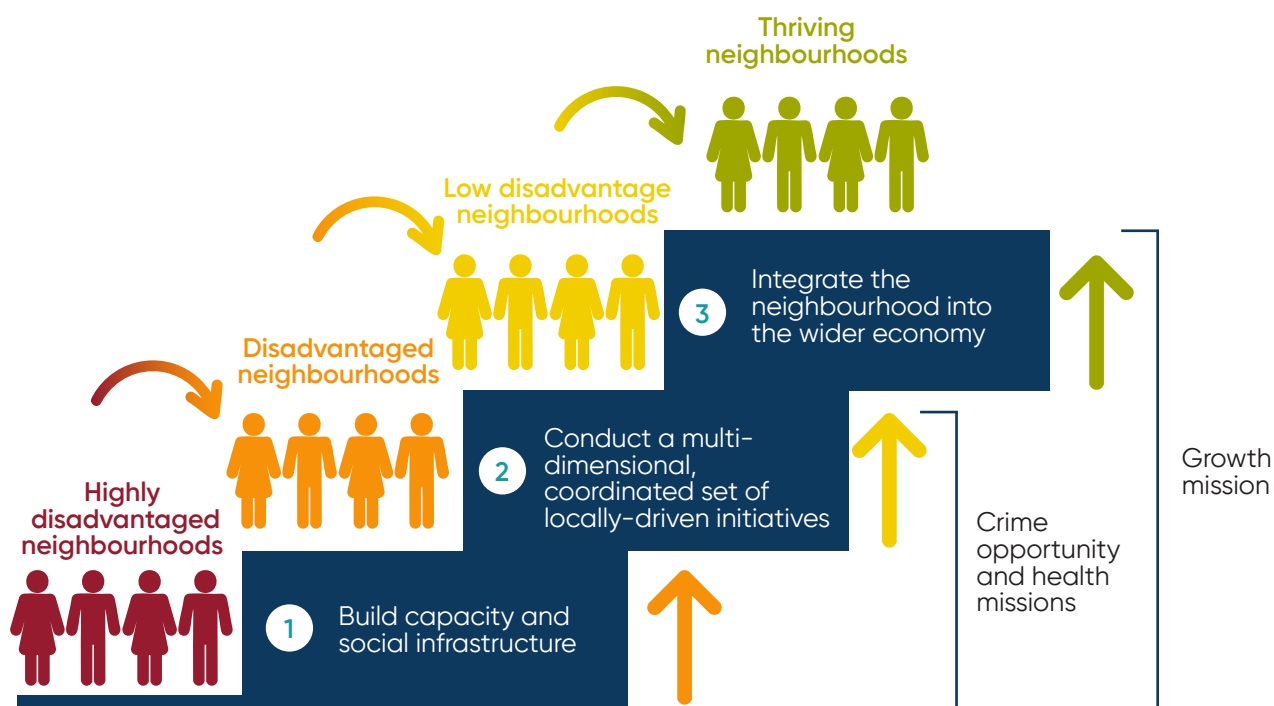 Thriving
neighbourhoods
Low disadvantage
neighbourhoods
3
Integrate the
neighbourhood into
the wider economy
Disadvantaged
neighbourhoods
2
Conduct a multi-
dimensional,
coordinated set of
locally-driven initiatives
Highly
disadvantaged
neighbourhoods
1
Build capacity and
social infrastructure
Crime
opportunity
and health
missions
Growth
mission